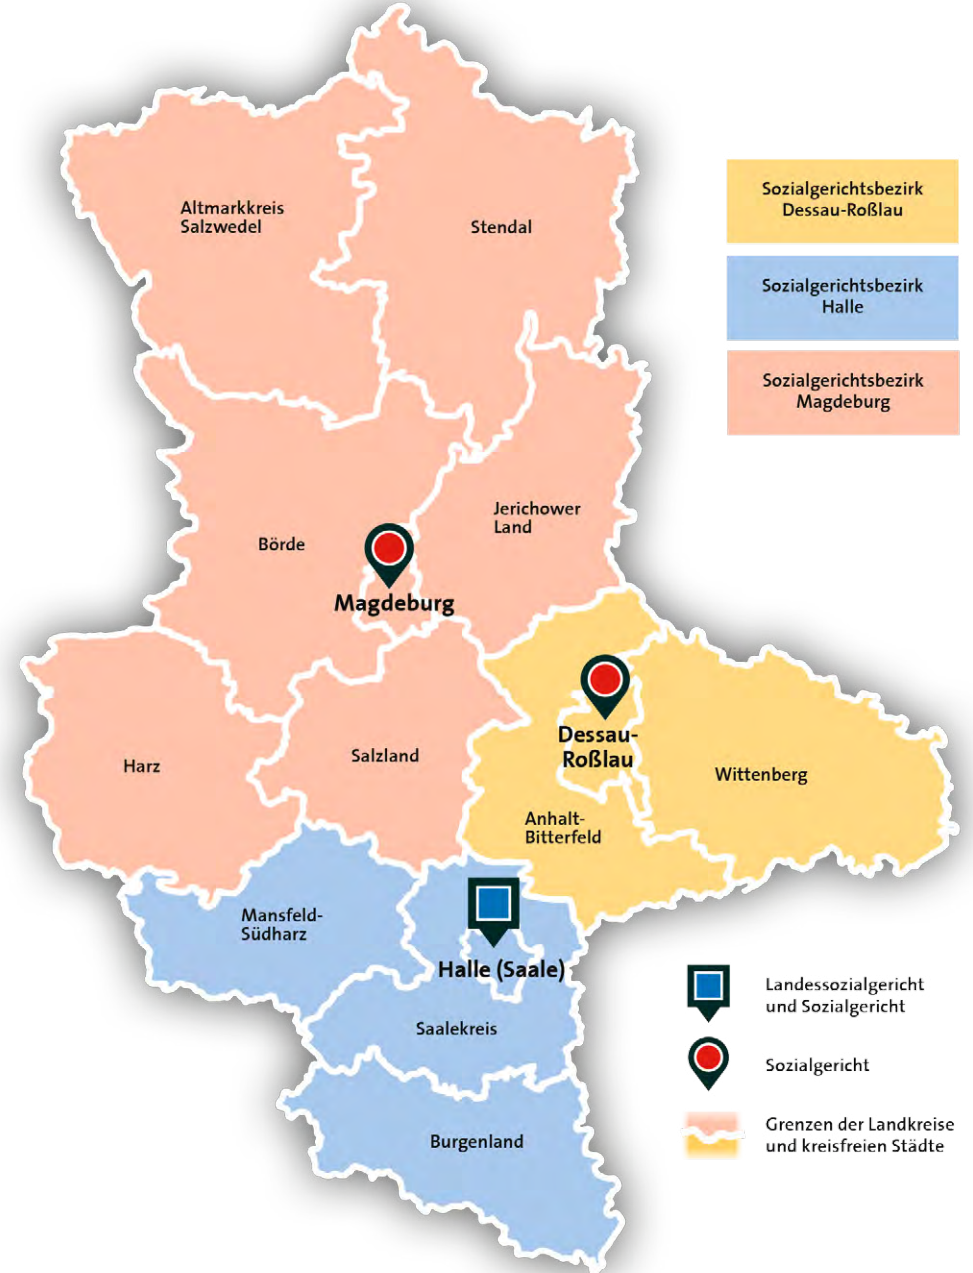 Altmarkkreis
Salzwedel
Stendal
Sozialgerichtsbezirk
Dessau-Roßlau
Sozialgerichtsbezirk
Halle
Sozialgerichtsbezirk
Magdeburg
Jerichower
Land
Börde
Magdeburg
Dessau-
Roßlau
Harz
Salzland
Wittenberg
Anhalt-
Bitterfeld
Mansfeld-
Südharz
Halle (Saale)
Saalekreis
Burgenland
Landessozialgericht
und Sozialgericht
Sozialgericht
Grenzen der Landkreise
und kreisfreien Städte